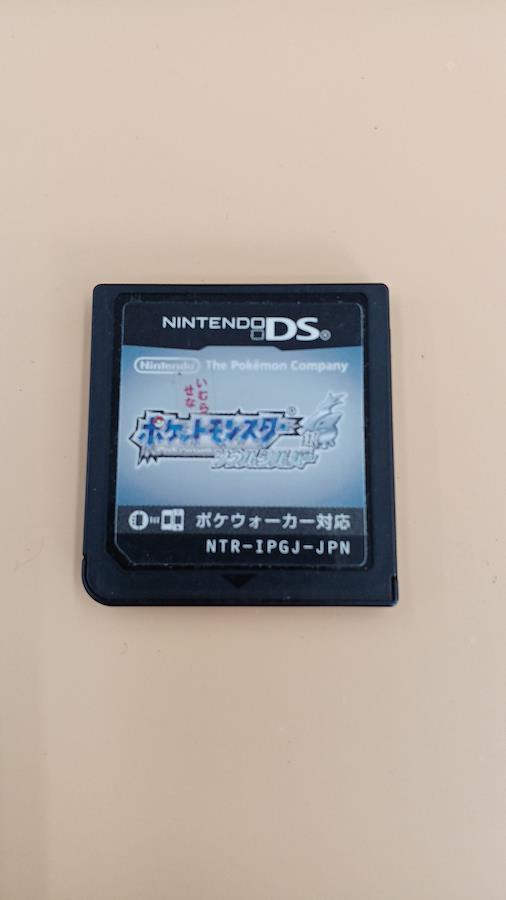 NINTENDO DS®
Nintendo® The Pokémon Company
いむら
せな
ポケットモンスター®
ソウルシルバー
ポケウォーカー対応
NTR-IPGJ-JPN